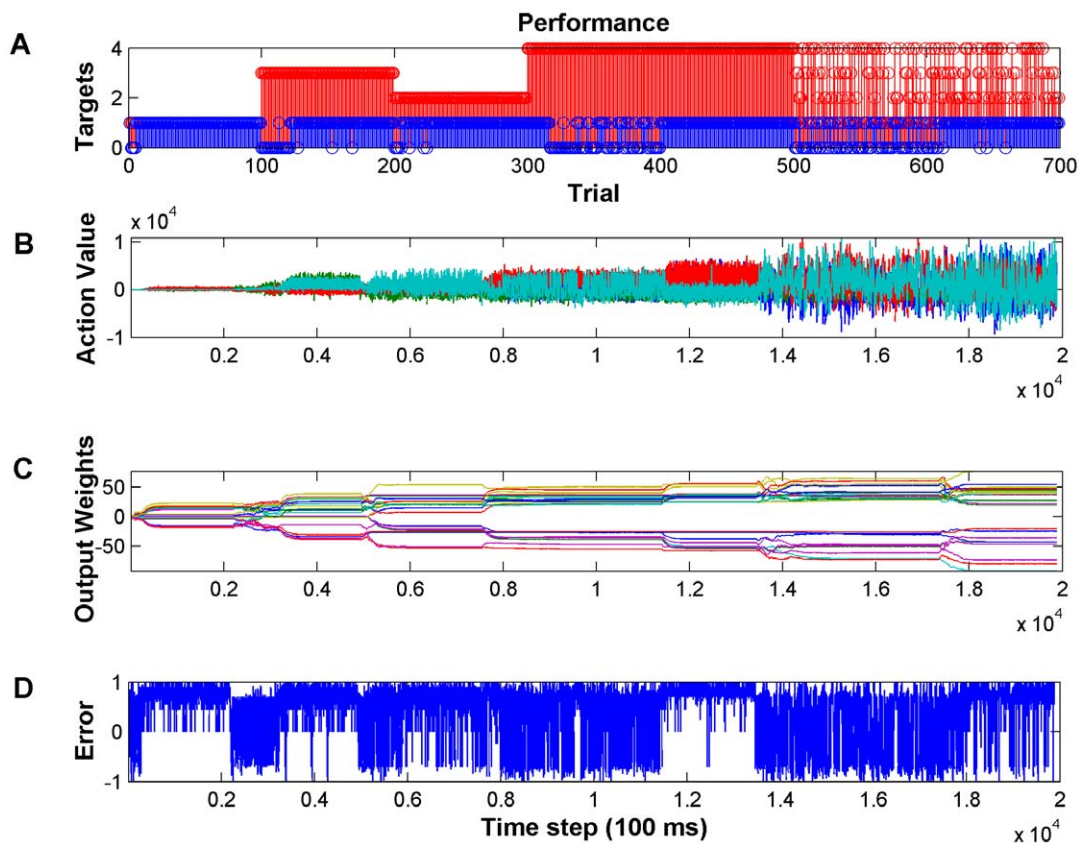 Performance
A
Targets
4
2
0
0 100 200 300 400 500 600 700
Trial
B
Action Value
x 10^4
1
0
-1
0.2 0.4 0.6 0.8 1 1.2 1.4 1.6 1.8 2
x 10^4
C
Output Weights
50
0
-50
0.2 0.4 0.6 0.8 1 1.2 1.4 1.6 1.8 2
x 10^4
D
Error
1
0
-1
0.2 0.4 0.6 0.8 1 1.2 1.4 1.6 1.8 2
Time step (100 ms)
x 10^4